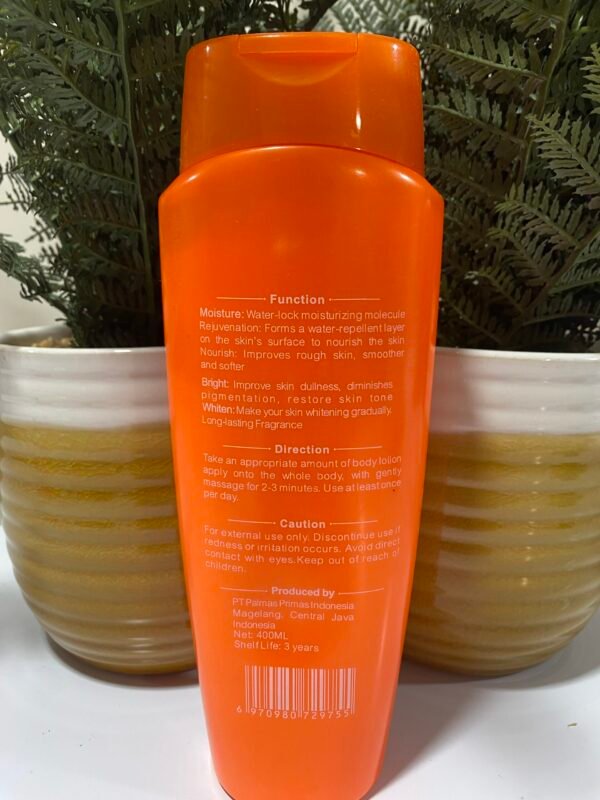 Function
Moisture: Water-lock moisturizing molecule
Rejuvenation: Forms a water-repellent layer
on the skin's surface to nourish the skin
Nourish: Improves rough skin, smoother
and softer
Bright: Improve skin dullness, diminishes
pigmentation, restore skin tone
Whiten: Make your skin whitening gradually.
Long-lasting Fragrance
Direction
Take an appropriate amount of body lotion
apply onto the whole body, with gently
massage for 2-3 minutes. Use at least once
per day.
Caution
For external use only. Discontinue use if
redness or irritation occurs. Avoid direct
contact with eyes.Keep out of reach of
children.
Produced by
PT Palmas Primas Indonesia
Magelang. Central Java
Indonesia
Net: 400ML
Shelf Life: 3 years
6 970980 729755